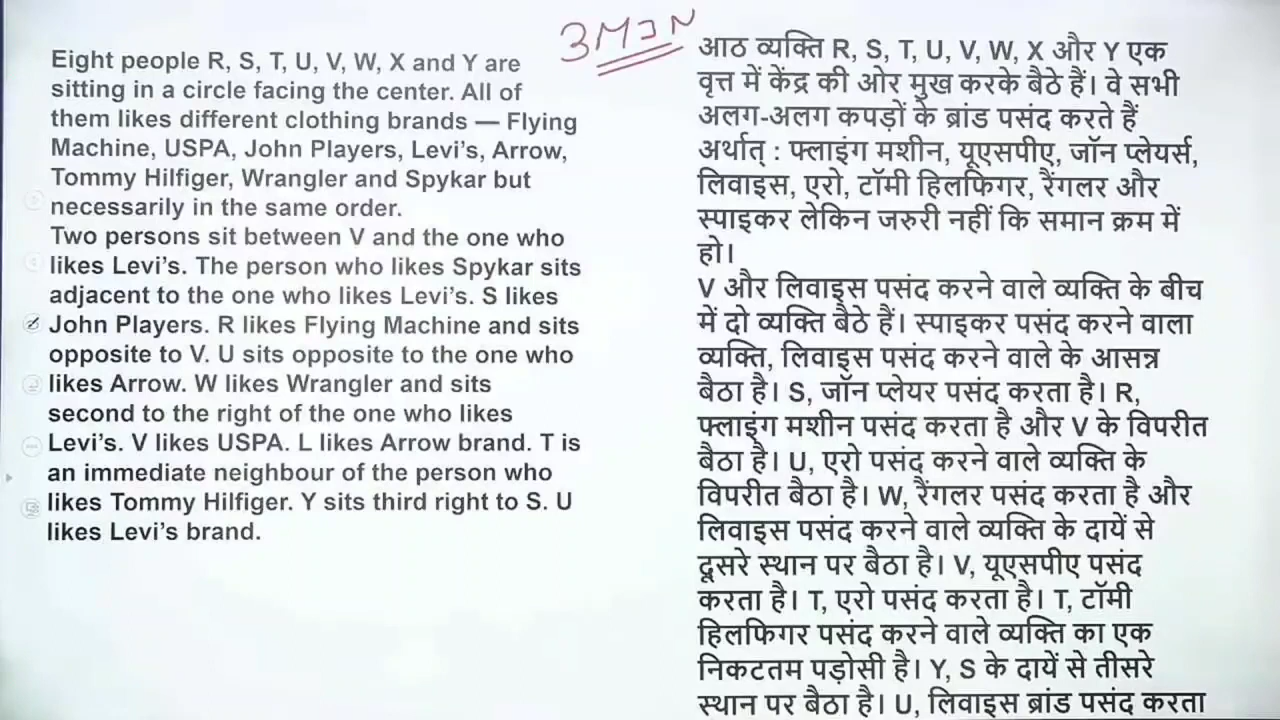 3MIN
Eight people R, S, T, U, V, W, X and Y are
sitting in a circle facing the center. All of
them likes different clothing brands — Flying
Machine, USPA, John Players, Levi’s, Arrow,
Tommy Hilfiger, Wrangler and Spykar but
necessarily in the same order.
Two persons sit between V and the one who
likes Levi’s. The person who likes Spykar sits
adjacent to the one who likes Levi’s. S likes
John Players. R likes Flying Machine and sits
opposite to V. U sits opposite to the one who
likes Arrow. W likes Wrangler and sits
second to the right of the one who likes
Levi’s. V likes USPA. L likes Arrow brand. T is
an immediate neighbour of the person who
likes Tommy Hilfiger. Y sits third right to S. U
likes Levi’s brand.
आठ व्यक्ति R, S, T, U, V, W, X और Y एक
वृत्त में केंद्र की ओर मुख करके बैठे हैं। वे सभी
अलग-अलग कपड़ों के ब्रांड पसंद करते हैं
अर्थात् : फ्लाइंग मशीन, यूएसपीए, जॉन प्लेयर्स,
लिवाइस, एरो, टॉमी हिलफिगर, रैंगलर और
स्पाइकर लेकिन जरुरी नहीं कि समान क्रम में
हो।
V और लिवाइस पसंद करने वाले व्यक्ति के बीच
में दो व्यक्ति बैठे हैं। स्पाइकर पसंद करने वाला
व्यक्ति, लिवाइस पसंद करने वाले के आसन्न
बैठा है। S, जॉन प्लेयर पसंद करता है। R,
फ्लाइंग मशीन पसंद करता है और V के विपरीत
बैठा है। U, एरो पसंद करने वाले व्यक्ति के
विपरीत बैठा है। W, रैंगलर पसंद करता है और
लिवाइस पसंद करने वाले व्यक्ति के दायें से
दूसरे स्थान पर बैठा है। V, यूएसपीए पसंद
करता है। T, एरो पसंद करता है। T, टॉमी
हिलफिगर पसंद करने वाले व्यक्ति का एक
निकटतम पड़ोसी है। Y, S के दायें से तीसरे
स्थान पर बैठा है। U, लिवाइस ब्रांड पसंद करता